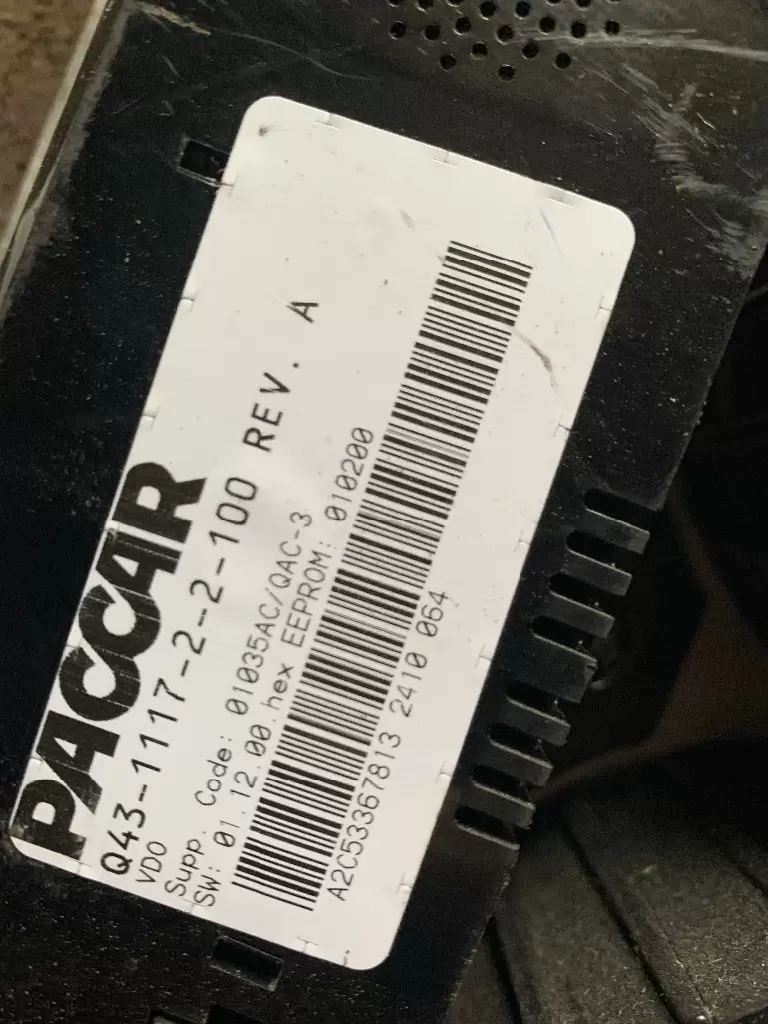 PACCAR
Q43-1117-2-2-100 REV. A
VDO
Supp. Code: 01035AC/QAC-3
SW: 01.12.00.hex EEPROM: 010200
A2C53367813 2410 064